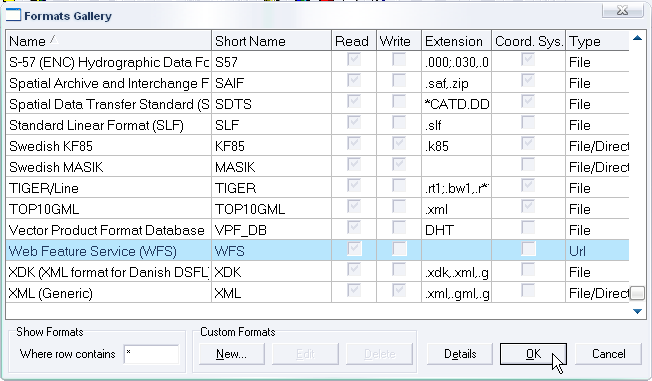 Formats Gallery
Name Short Name Read Write Extension Coord. Sys. Type
S-57 (ENC) Hydrographic Data Fo S57 .000;.030,.0 File
Spatial Archive and Interchange F SAIF .saf,.zip File
Spatial Data Transfer Standard (S SDTS *CATD.DD File
Standard Linear Format (SLF) SLF .slf File
Swedish KF85 KF85 .k85 File/Direct
Swedish MASIK MASIK File/Direct
TIGER/Line TIGER .rt1;.bw1,.r* File
TOP10GML TOP10GML .xml File
Vector Product Format Database VPF_DB DHT File
Web Feature Service (WFS) WFS Url
XDK (XML format for Danish DSFL) XDK .xdk,.xml,.g File
XML (Generic) XML .xml,.gml,.g File/Direct
Show Formats Custom Formats
Where row contains * New... Edit Delete Details OK Cancel